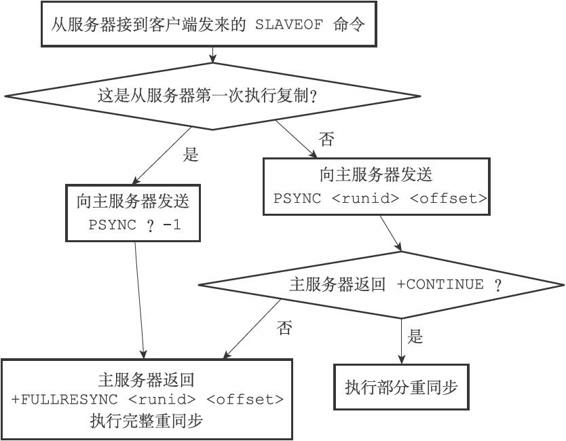 从服务器接到客户端发来的 SLAVEOF 命令
这是从服务器第一次执行复制?
是
否
向主服务器发送
PSYNC ? -1
向主服务器发送
PSYNC <runid> <offset>
主服务器返回 +CONTINUE ?
否
是
主服务器返回
+FULLRESYNC <runid> <offset>
执行完整重同步
执行部分重同步